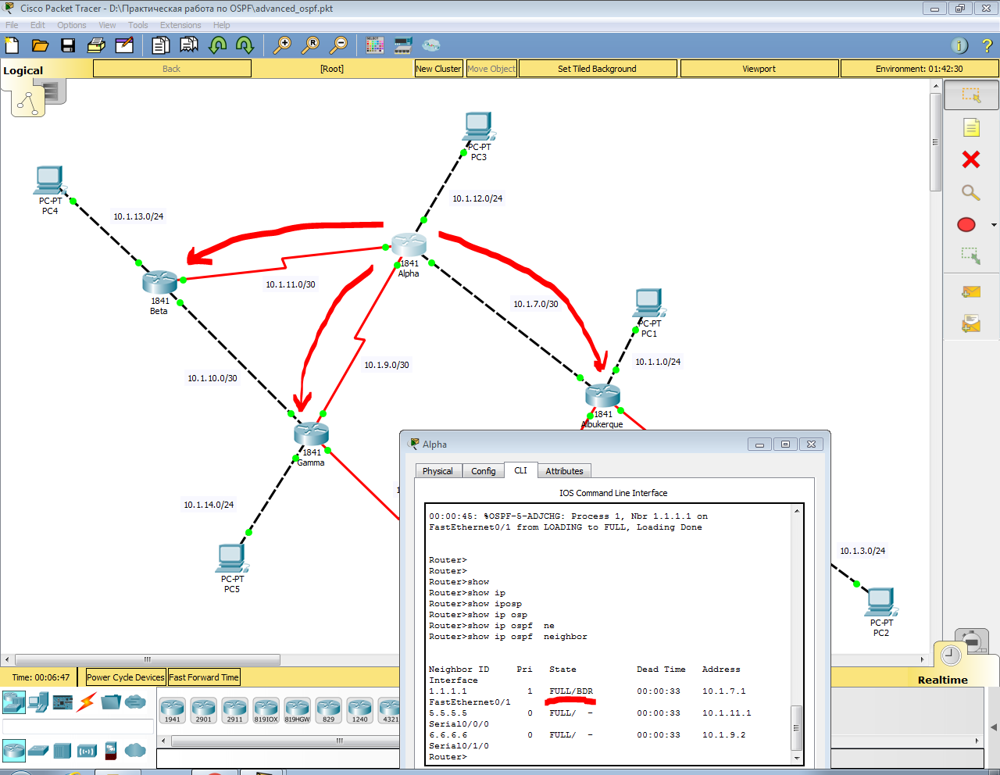 Cisco Packet Tracer - D:\Практическая работа по OSPF\advanced_ospf.pkt
File Edit Options View Tools Extensions Help
Logical
Back
[Root]
New Cluster
Move Object
Set Tiled Background
Viewport
Environment: 01:42:30
PC-PT
PC3
10.1.12.0/24
PC-PT
PC4
10.1.13.0/24
1841
Alpha
10.1.11.0/30
1841
Beta
10.1.7.0/30
PC-PT
PC1
10.1.1.0/24
10.1.9.0/30
10.1.10.0/30
1841
Albukerque
1841
Gamma
10.1.14.0/24
PC-PT
PC5
10.1.3.0/24
PC-PT
PC2
Alpha
Physical
Config
CLI
Attributes
IOS Command Line Interface
00:00:45: %OSPF-5-ADJCHG: Process 1, Nbr 1.1.1.1 on
FastEthernet0/1 from LOADING to FULL, Loading Done
Router>
Router>
Router>show
Router>show ip
Router>show iposp
Router>show ip osp
Router>show ip ospf  ne
Router>show ip ospf  neighbor
Neighbor ID     Pri   State           Dead Time   Address
Interface
1.1.1.1           1   FULL/BDR        00:00:33    10.1.7.1
FastEthernet0/1
5.5.5.5           0   FULL/  -        00:00:33    10.1.11.1
Serial0/0/0
6.6.6.6           0   FULL/  -        00:00:33    10.1.9.2
Serial0/1/0
Router>
Time: 00:06:47
Power Cycle Devices
Fast Forward Time
Realtime
1941
2901
2911
819IOX
819HGW
829
1240
4321